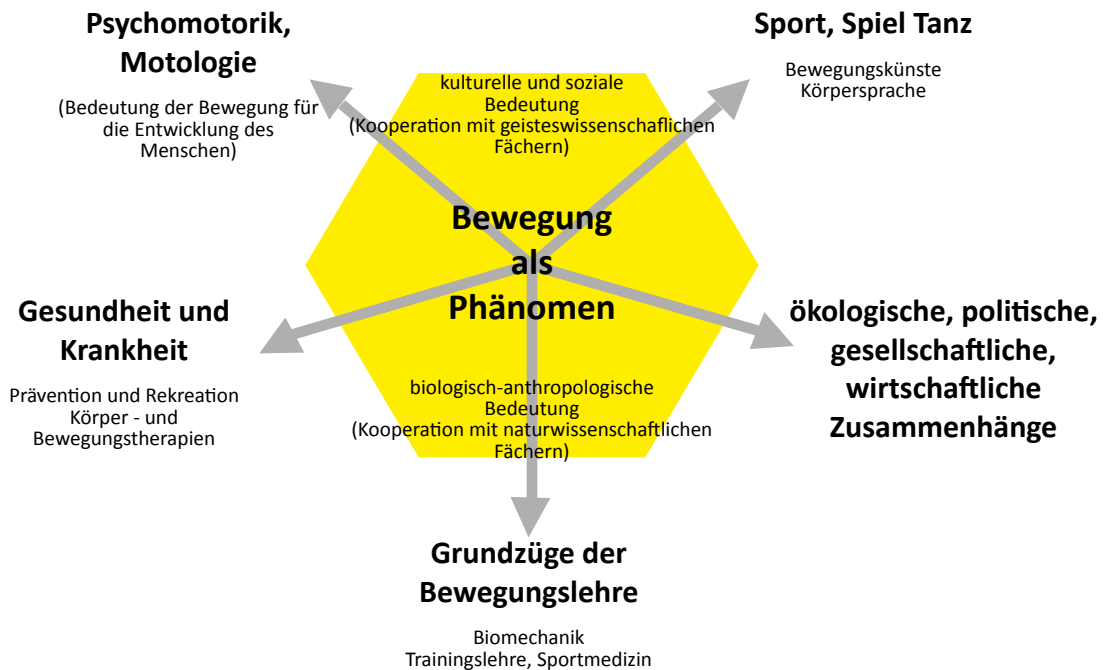 Psychomotorik,
Motologie
(Bedeutung der Bewegung für
die Entwicklung des
Menschen)
Sport, Spiel Tanz
Bewegungskünste
Körpersprache
kulturelle und soziale
Bedeutung
(Kooperation mit geisteswissenschaflichen
Fächern)
Bewegung
als
Phänomen
Gesundheit und
Krankheit
Prävention und Rekreation
Körper - und
Bewegungstherapien
ökologische, politische,
gesellschaftliche,
wirtschaftliche
Zusammenhänge
biologisch-anthropologische
Bedeutung
(Kooperation mit naturwissenschaftlichen
Fächern)
Grundzüge der
Bewegungslehre
Biomechanik
Trainingslehre, Sportmedizin